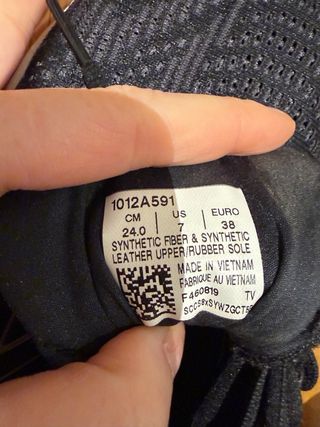 1012A591
CM | US | EURO
24.0 | 7 | 38
SYNTHETIC FIBER & SYNTHETIC
LEATHER UPPER/RUBBER SOLE
MADE IN VIETNAM
FABRIQUE AU VIETNAM
F460819 TV